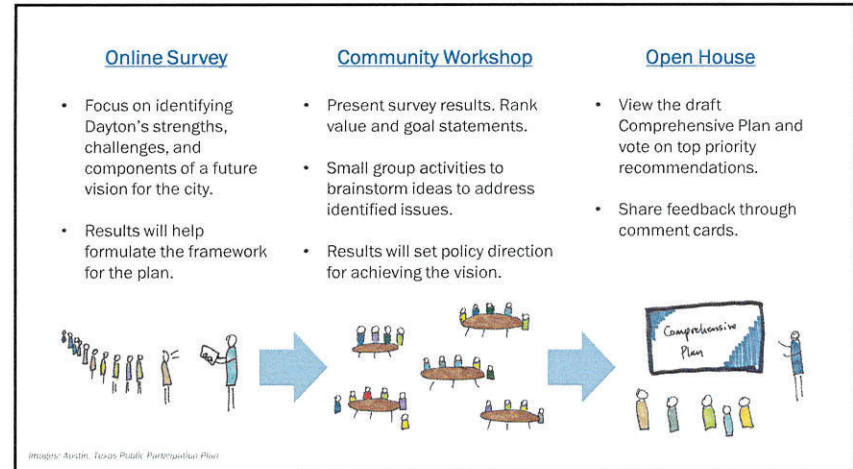 Online Survey
• Focus on identifying
Dayton's strengths,
challenges, and
components of a future
vision for the city.
• Results will help
formulate the framework
for the plan.
Community Workshop
• Present survey results. Rank
value and goal statements.
• Small group activities to
brainstorm ideas to address
identified issues.
• Results will set policy direction
for achieving the vision.
Open House
• View the draft
Comprehensive Plan and
vote on top priority
recommendations.
• Share feedback through
comment cards.
Comprehensive
Plan
Images: Austin, Texas Public Participation Plan